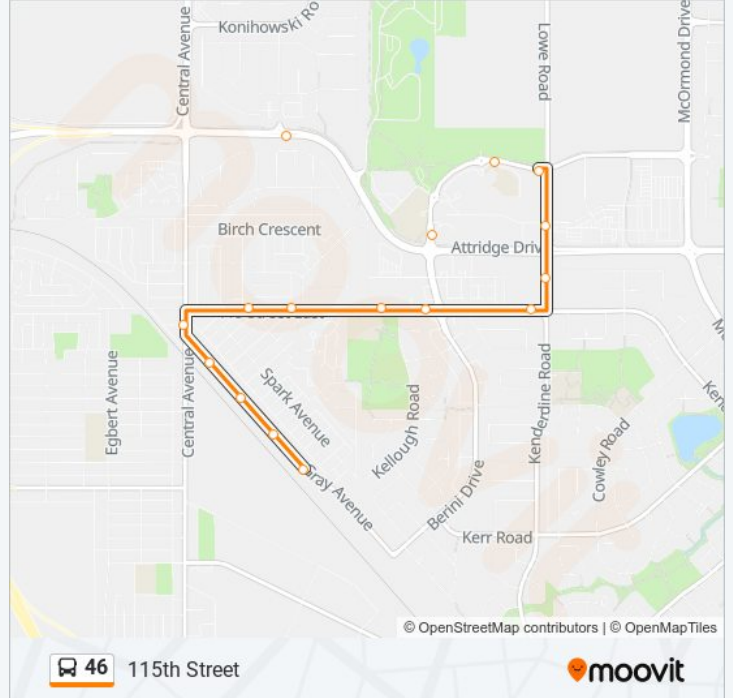 Konihowski Ro
Central Avenue
Lowe Road
McOrmond Drive
Birch Crescent
Attridge Driv
Egbert Avenue
Central Avenue
Spark Avenue
Kellough Road
Kenderdine Road
Cowley Road
Gray Avenue
Berini Drive
Kerr Road
© OpenStreetMap contributors | © OpenMapTiles
46 115th Street
moovit